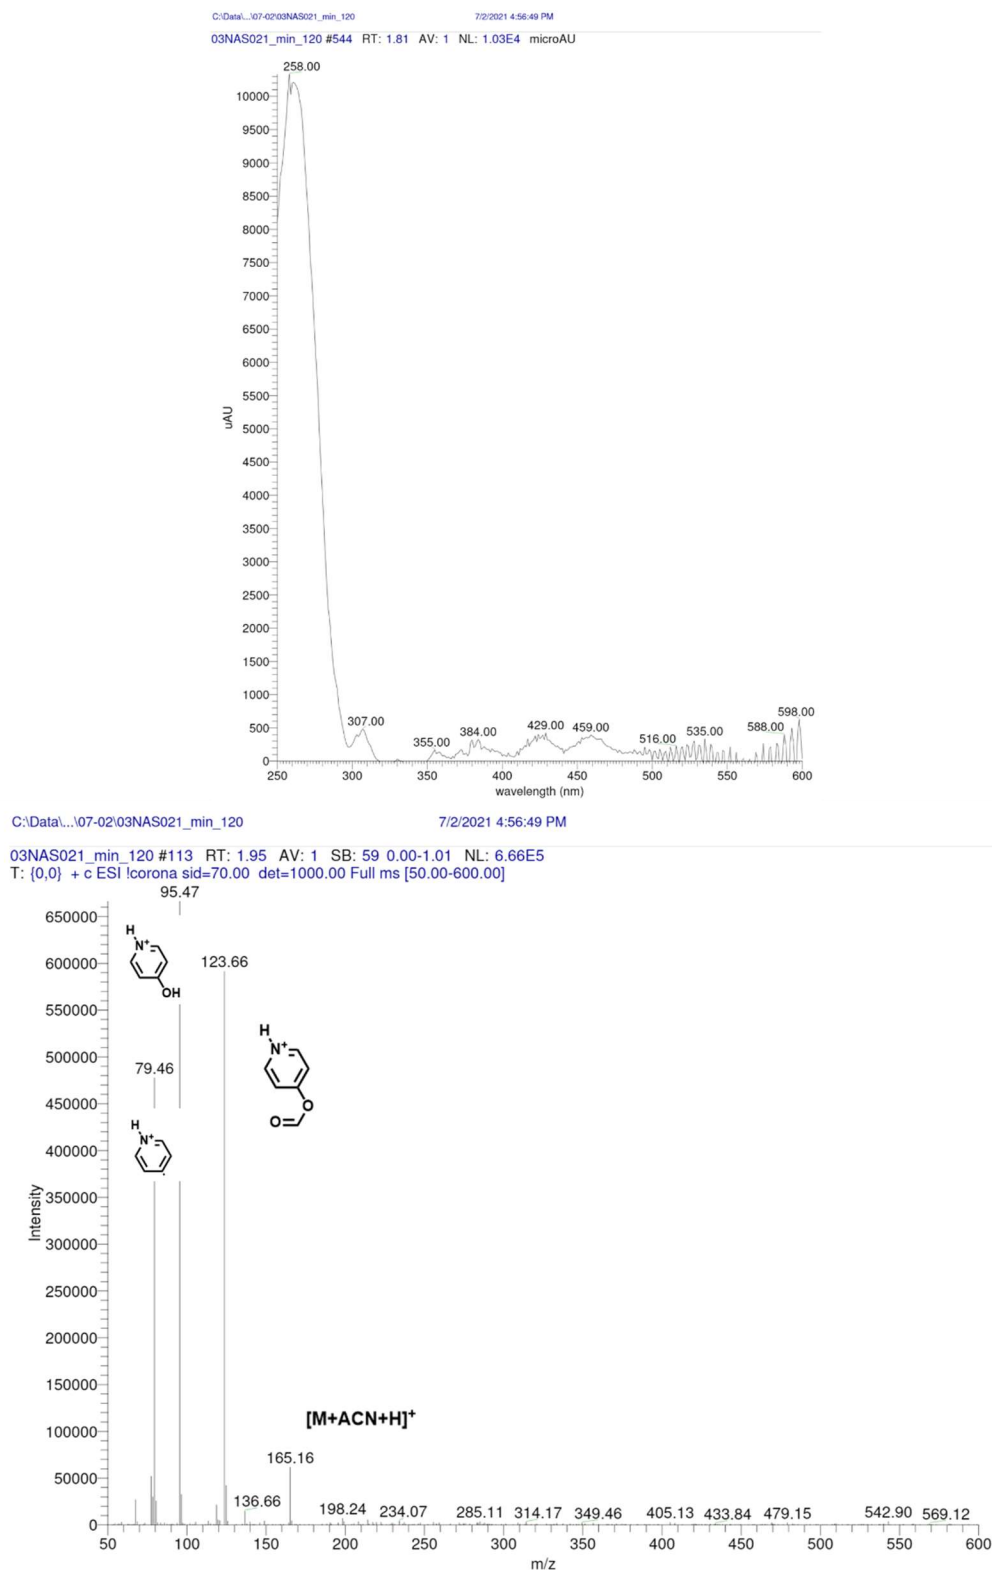 C:\Data\...\07-02\03NAS021_min_120 7/2/2021 4:56:49 PM
03NAS021_min_120 #544 RT: 1.81 AV: 1 NL: 1.03E4 microAU
258.00
10000
9500
9000
8500
8000
7500
7000
6500
6000
5500
uAU
5000
4500
4000
3500
3000
2500
2000
1500
1000
500
0
307.00
355.00
384.00
429.00
459.00
516.00
535.00
588.00
598.00
250 300 350 400 450 500 550 600
wavelength (nm)
C:\Data\...\07-02\03NAS021_min_120 7/2/2021 4:56:49 PM
03NAS021_min_120 #113 RT: 1.95 AV: 1 SB: 59 0.00-1.01 NL: 6.66E5
T: {0,0} + c ESI !corona sid=70.00 det=1000.00 Full ms [50.00-600.00]
95.47
650000
H
N+
OH
600000
123.66
550000
H
N+
O
O
500000
79.46
450000
H
N+
400000
350000
Intensity
300000
250000
200000
150000
100000
[M+ACN+H]+
50000
165.16
0
136.66
198.24
234.07
285.11
314.17
349.46
405.13
433.84
479.15
542.90
569.12
50 100 150 200 250 300 350 400 450 500 550 600
m/z